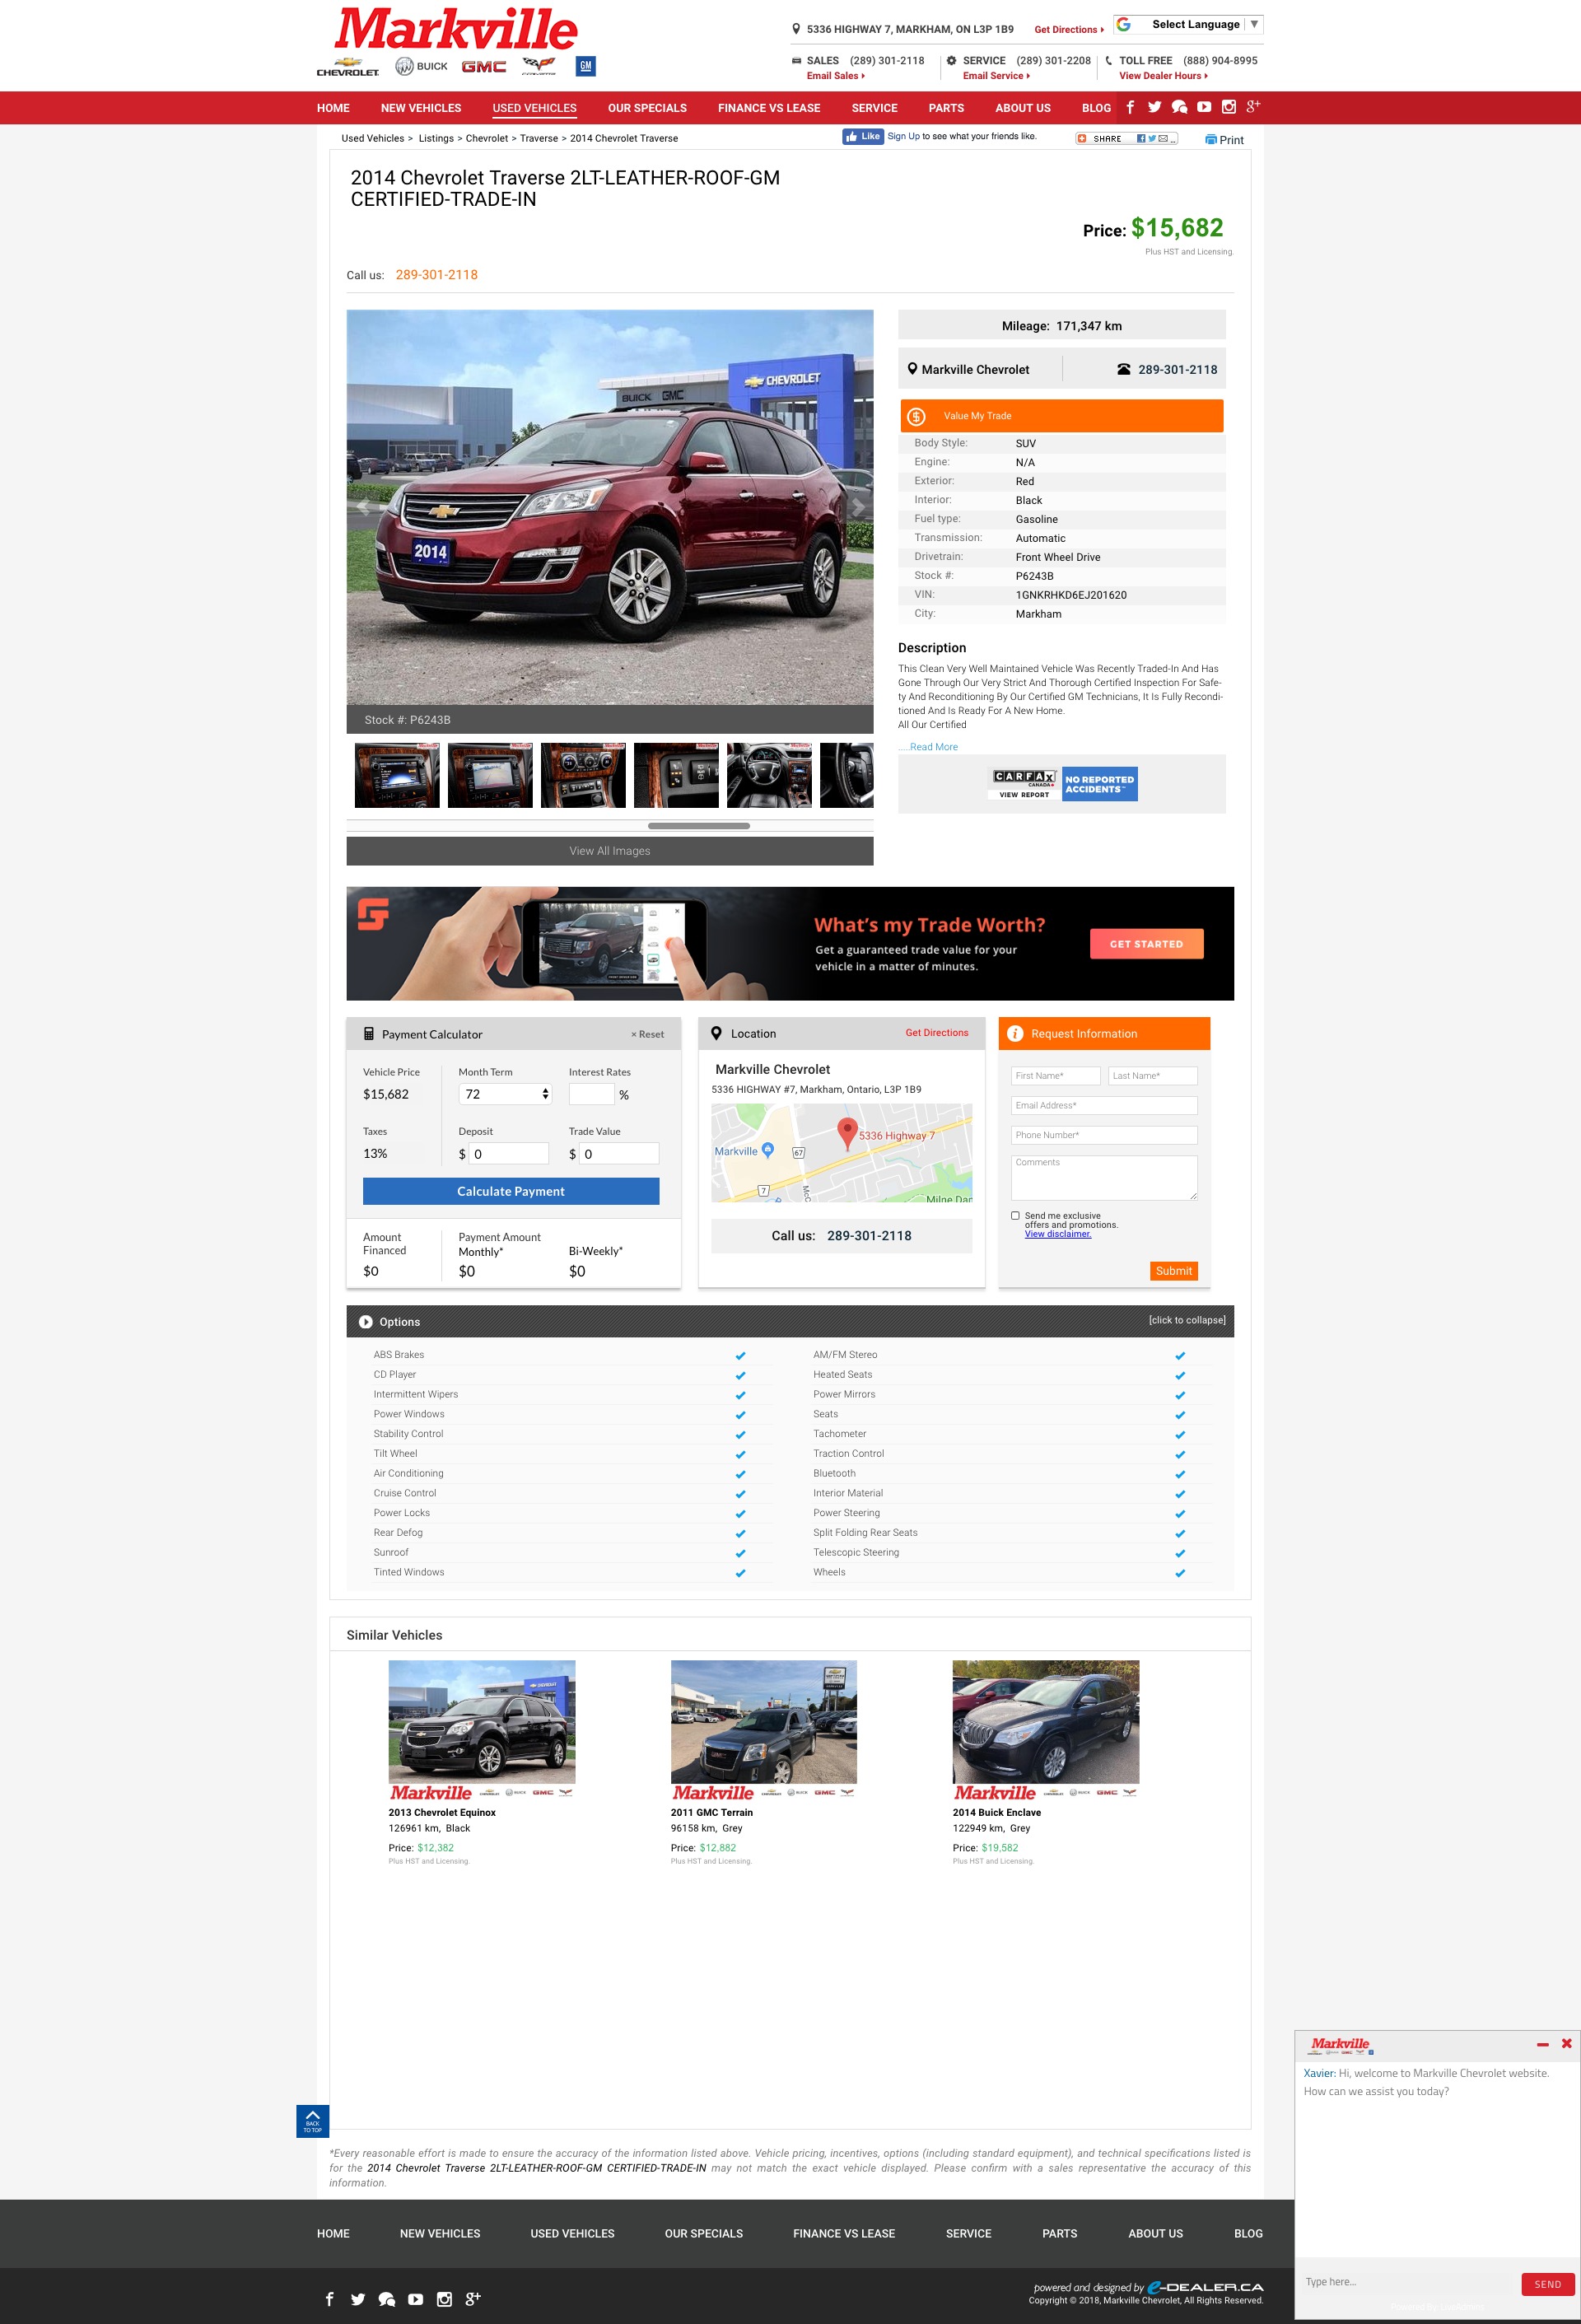 Markville
CHEVROLET BUICK GMC CORVETTE GM
5336 HIGHWAY 7, MARKHAM, ON L3P 1B9 Get Directions
Select Language ▼
SALES (289) 301-2118 SERVICE (289) 301-2208 TOLL FREE (888) 904-8995
Email Sales Email Service View Dealer Hours
HOME NEW VEHICLES USED VEHICLES OUR SPECIALS FINANCE VS LEASE SERVICE PARTS ABOUT US BLOG
Used Vehicles > Listings > Chevrolet > Traverse > 2014 Chevrolet Traverse
Like Sign Up to see what your friends like.
SHARE
Print
2014 Chevrolet Traverse 2LT-LEATHER-ROOF-GM
CERTIFIED-TRADE-IN
Price: $15,682
Plus HST and Licensing.
Call us: 289-301-2118
CHEVROLET
BUICK GMC
2014
Stock #: P6243B
View All Images
Mileage: 171,347 km
Markville Chevrolet 289-301-2118
Value My Trade
Body Style: SUV
Engine: N/A
Exterior: Red
Interior: Black
Fuel type: Gasoline
Transmission: Automatic
Drivetrain: Front Wheel Drive
Stock #: P6243B
VIN: 1GNKRHKD6EJ201620
City: Markham
Description
This Clean Very Well Maintained Vehicle Was Recently Traded-In And Has
Gone Through Our Very Strict And Thorough Certified Inspection For Safe-
ty And Reconditioning By Our Certified GM Technicians, It Is Fully Recondi-
tioned And Is Ready For A New Home.
All Our Certified
.....Read More
CARFAX CANADA
VIEW REPORT
NO REPORTED
ACCIDENTS™
What's my Trade Worth?
Get a guaranteed trade value for your
vehicle in a matter of minutes.
GET STARTED
Payment Calculator × Reset
Vehicle Price Month Term Interest Rates
$15,682 72 %
Taxes Deposit Trade Value
13% $ 0 $ 0
Calculate Payment
Amount
Financed
Payment Amount
Monthly* Bi-Weekly*
$0 $0 $0
Location Get Directions
Markville Chevrolet
5336 HIGHWAY #7, Markham, Ontario, L3P 1B9
5336 Highway 7
Markville
67
7
McC
Milne Dam
Call us: 289-301-2118
Request Information
First Name* Last Name*
Email Address*
Phone Number*
Comments
Send me exclusive
offers and promotions.
View disclaimer.
Submit
Options [click to collapse]
ABS Brakes AM/FM Stereo
CD Player Heated Seats
Intermittent Wipers Power Mirrors
Power Windows Seats
Stability Control Tachometer
Tilt Wheel Traction Control
Air Conditioning Bluetooth
Cruise Control Interior Material
Power Locks Power Steering
Rear Defog Split Folding Rear Seats
Sunroof Telescopic Steering
Tinted Windows Wheels
Similar Vehicles
Markville Markville Markville
2013 Chevrolet Equinox 2011 GMC Terrain 2014 Buick Enclave
126961 km, Black 96158 km, Grey 122949 km, Grey
Price: $12,382 Price: $12,882 Price: $19,582
Plus HST and Licensing. Plus HST and Licensing. Plus HST and Licensing.
BACK
TO TOP
Markville
Xavier: Hi, welcome to Markville Chevrolet website.
How can we assist you today?
Type here...
SEND
*Every reasonable effort is made to ensure the accuracy of the information listed above. Vehicle pricing, incentives, options (including standard equipment), and technical specifications listed is
for the 2014 Chevrolet Traverse 2LT-LEATHER-ROOF-GM CERTIFIED-TRADE-IN may not match the exact vehicle displayed. Please confirm with a sales representative the accuracy of this
information.
HOME NEW VEHICLES USED VEHICLES OUR SPECIALS FINANCE VS LEASE SERVICE PARTS ABOUT US BLOG
powered and designed by e-DEALER.CA
Copyright © 2018, Markville Chevrolet, All Rights Reserved.